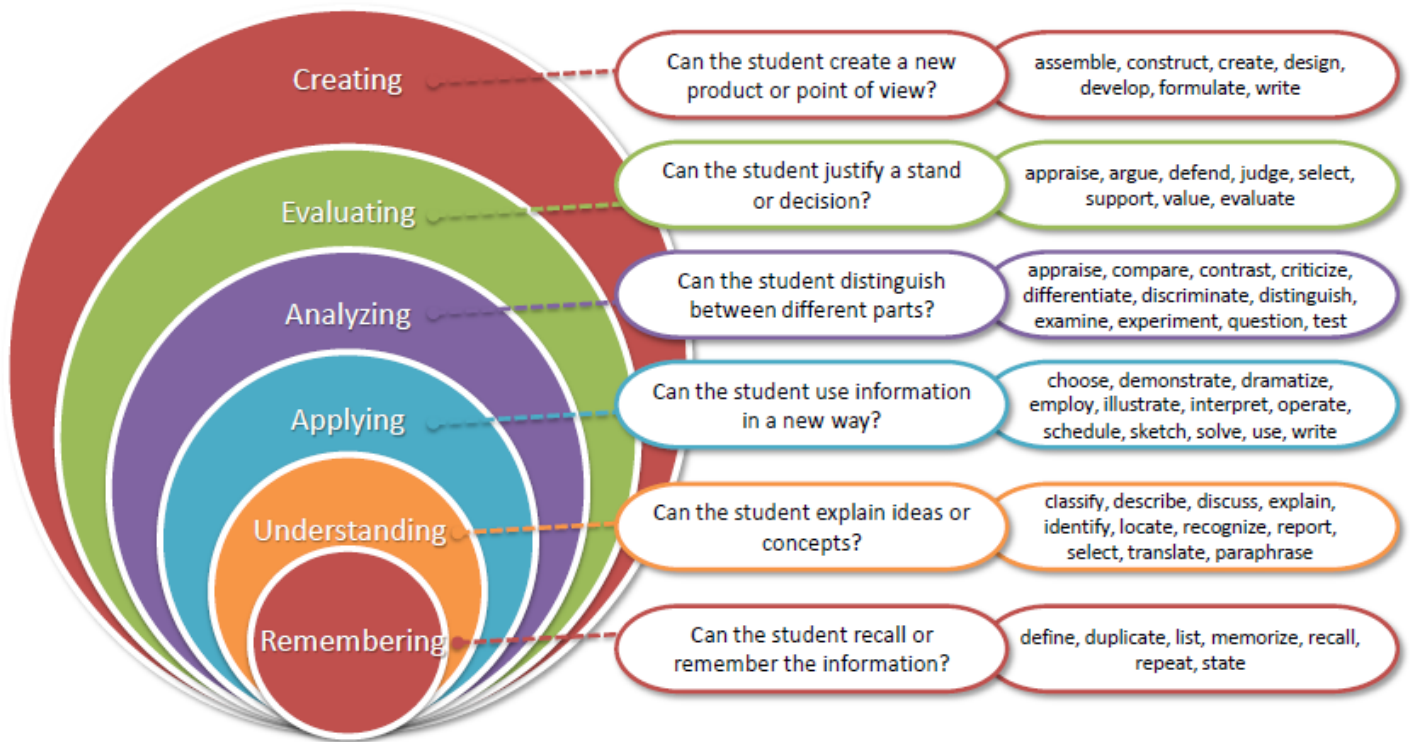 Creating
Can the student create a new
product or point of view?
assemble, construct, create, design,
develop, formulate, write
Evaluating
Can the student justify a stand
or decision?
appraise, argue, defend, judge, select,
support, value, evaluate
Analyzing
Can the student distinguish
between different parts?
appraise, compare, contrast, criticize,
differentiate, discriminate, distinguish,
examine, experiment, question, test
Applying
Can the student use information
in a new way?
choose, demonstrate, dramatize,
employ, illustrate, interpret, operate,
schedule, sketch, solve, use, write
Understanding
Can the student explain ideas or
concepts?
classify, describe, discuss, explain,
identify, locate, recognize, report,
select, translate, paraphrase
Remembering
Can the student recall or
remember the information?
define, duplicate, list, memorize, recall,
repeat, state